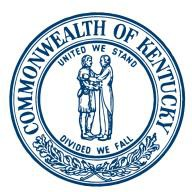 COMMONWEALTH OF KENTUCKY
UNITED WE STAND
DIVIDED WE FALL